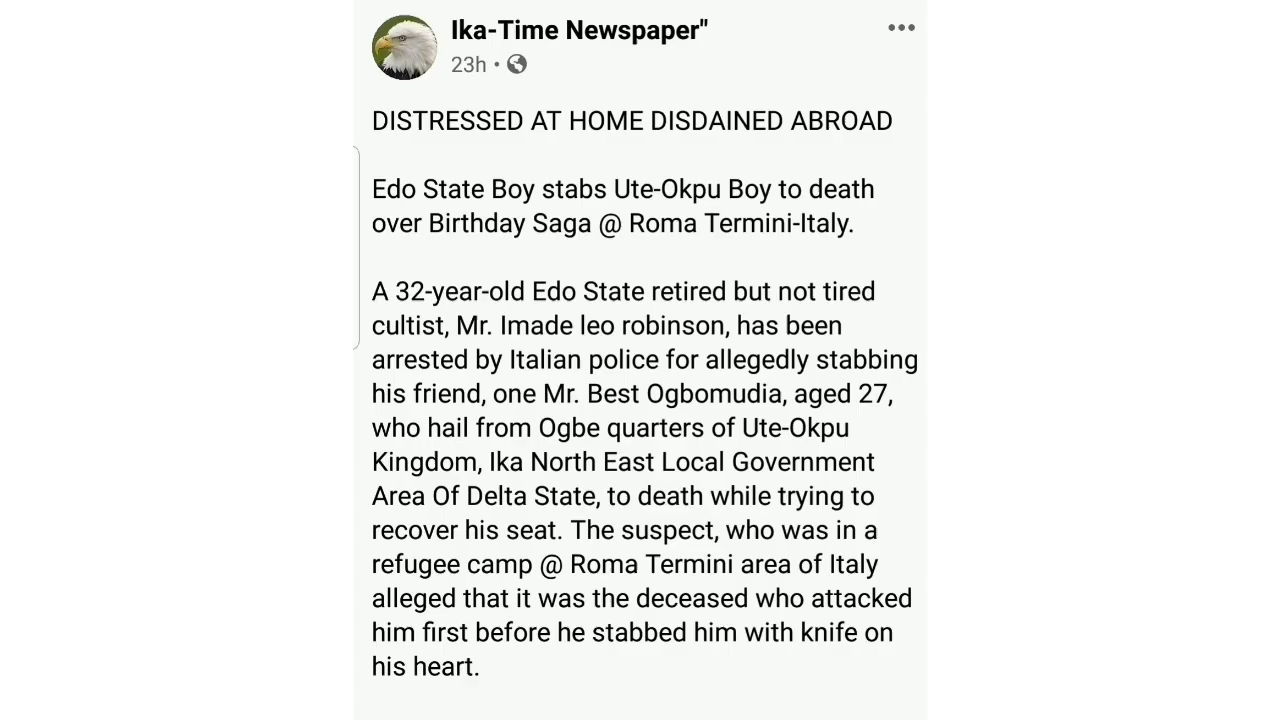 Ika-Time Newspaper"
23h •
DISTRESSED AT HOME DISDAINED ABROAD
Edo State Boy stabs Ute-Okpu Boy to death
over Birthday Saga @ Roma Termini-Italy.
A 32-year-old Edo State retired but not tired
cultist, Mr. Imade leo robinson, has been
arrested by Italian police for allegedly stabbing
his friend, one Mr. Best Ogbomudia, aged 27,
who hail from Ogbe quarters of Ute-Okpu
Kingdom, Ika North East Local Government
Area Of Delta State, to death while trying to
recover his seat. The suspect, who was in a
refugee camp @ Roma Termini area of Italy
alleged that it was the deceased who attacked
him first before he stabbed him with knife on
his heart.